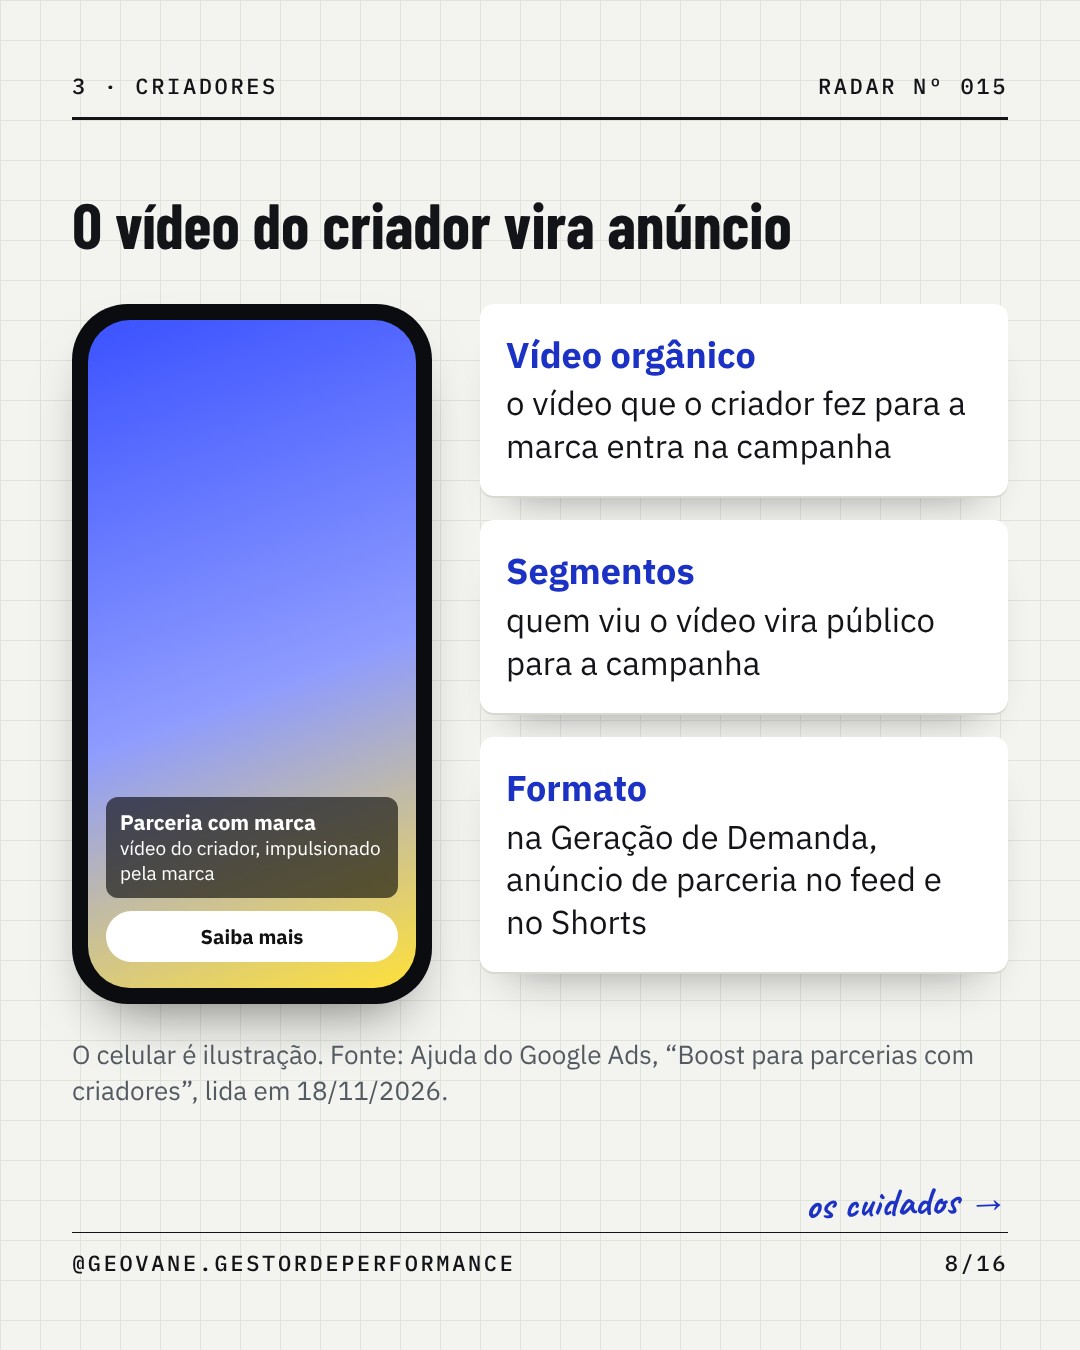 3 · CRIADORES
RADAR Nº 015
O vídeo do criador vira anúncio
Parceria com marca
vídeo do criador, impulsionado
pela marca
Saiba mais
Vídeo orgânico
o vídeo que o criador fez para a
marca entra na campanha
Segmentos
quem viu o vídeo vira público
para a campanha
Formato
na Geração de Demanda,
anúncio de parceria no feed e
no Shorts
O celular é ilustração. Fonte: Ajuda do Google Ads, “Boost para parcerias com
criadores”, lida em 18/11/2026.
os cuidados →
@GEOVANE.GESTORDEPERFORMANCE
8/16